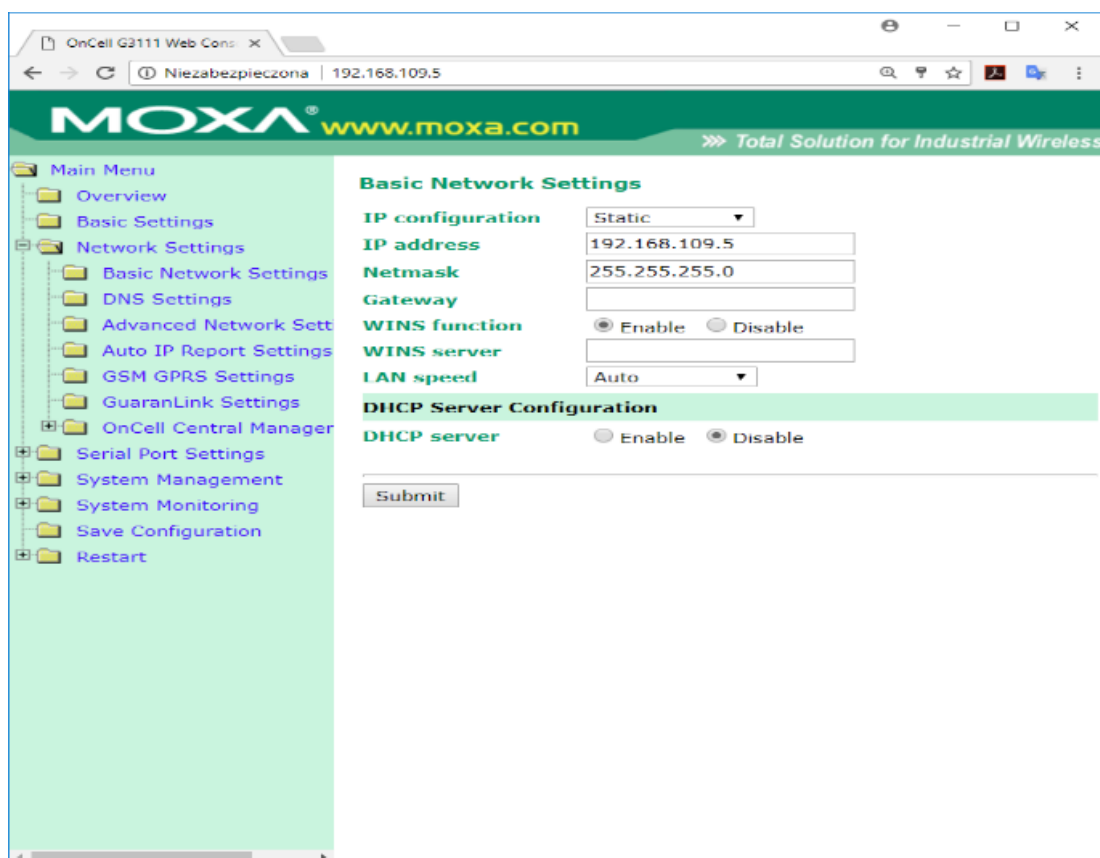 OnCell G3111 Web Cons
Niezabezpieczona | 192.168.109.5
MOXA® www.moxa.com
Total Solution for Industrial Wireless
Main Menu
Overview
Basic Settings
Network Settings
Basic Network Settings
DNS Settings
Advanced Network Sett
Auto IP Report Settings
GSM GPRS Settings
GuaranLink Settings
OnCell Central Manager
Serial Port Settings
System Management
System Monitoring
Save Configuration
Restart
Basic Network Settings
IP configuration Static
IP address 192.168.109.5
Netmask 255.255.255.0
Gateway
WINS function Enable Disable
WINS server
LAN speed Auto
DHCP Server Configuration
DHCP server Enable Disable
Submit